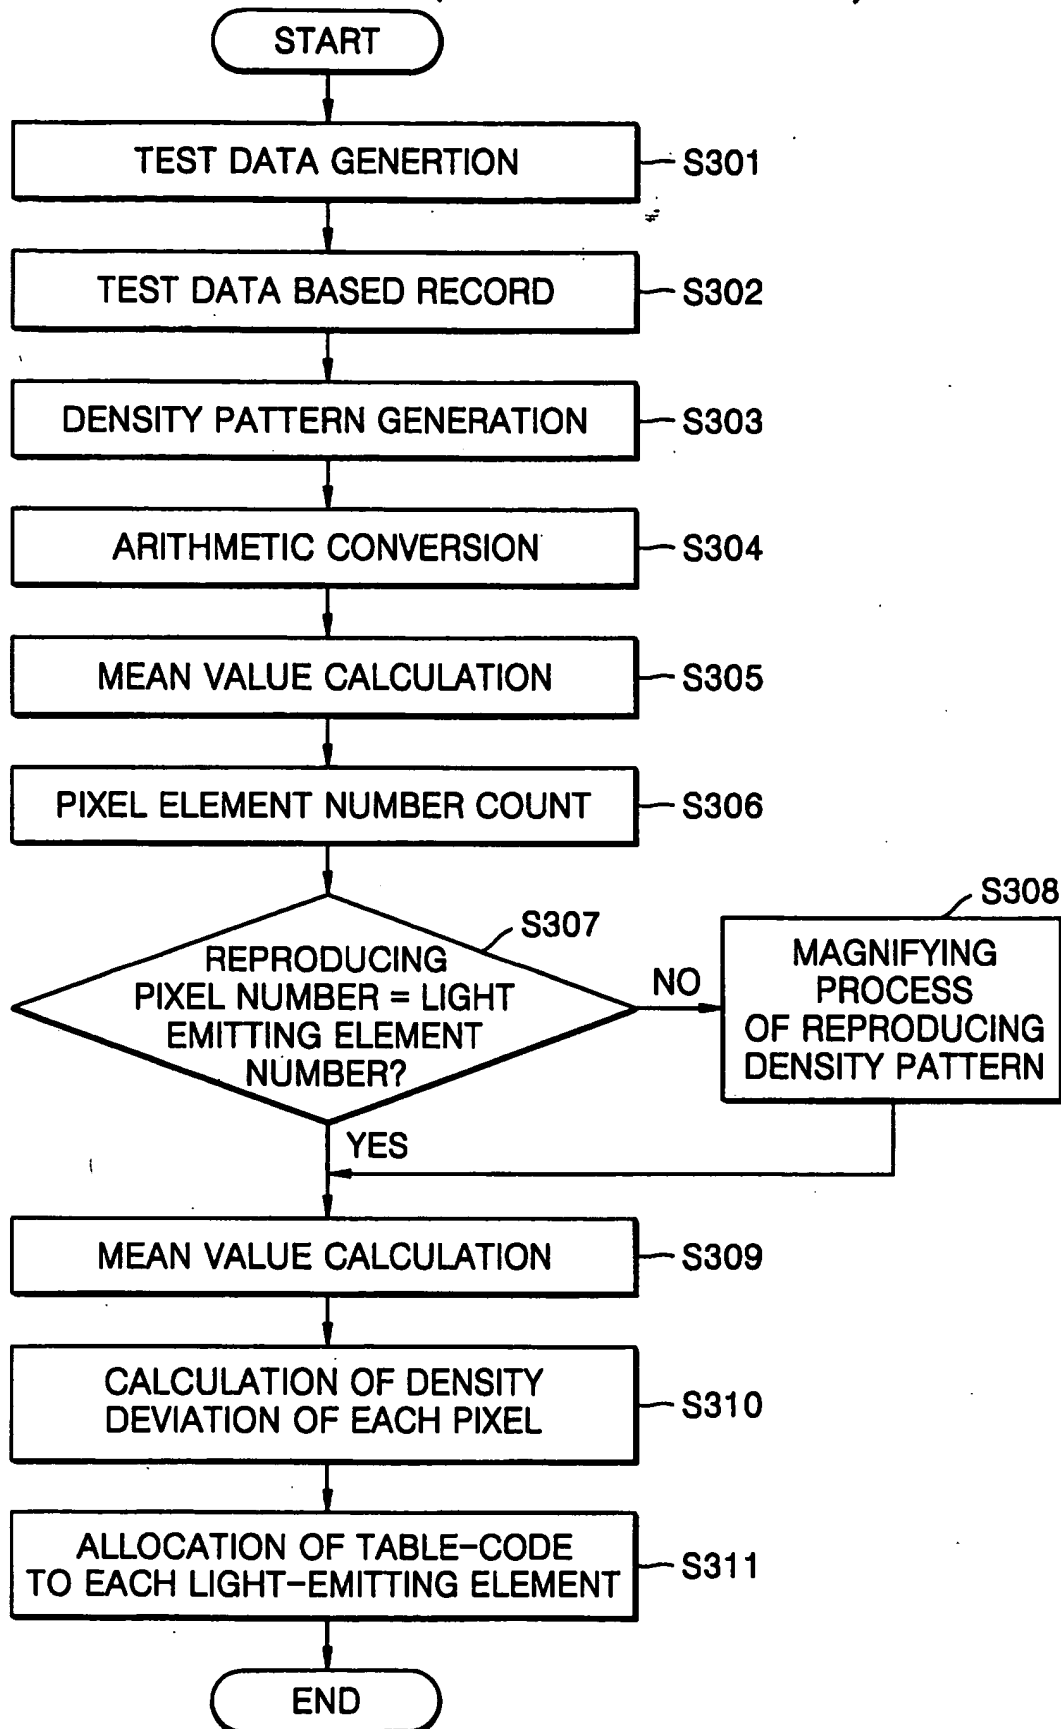 START
TEST DATA GENERTION
S301
TEST DATA BASED RECORD
S302
DENSITY PATTERN GENERATION
S303
ARITHMETIC CONVERSION
S304
MEAN VALUE CALCULATION
S305
PIXEL ELEMENT NUMBER COUNT
S306
S307
REPRODUCING
PIXEL NUMBER = LIGHT
EMITTING ELEMENT
NUMBER?
NO
S308
MAGNIFYING
PROCESS
OF REPRODUCING
DENSITY PATTERN
YES
MEAN VALUE CALCULATION
S309
CALCULATION OF DENSITY
DEVIATION OF EACH PIXEL
S310
ALLOCATION OF TABLE-CODE
TO EACH LIGHT-EMITTING ELEMENT
S311
END